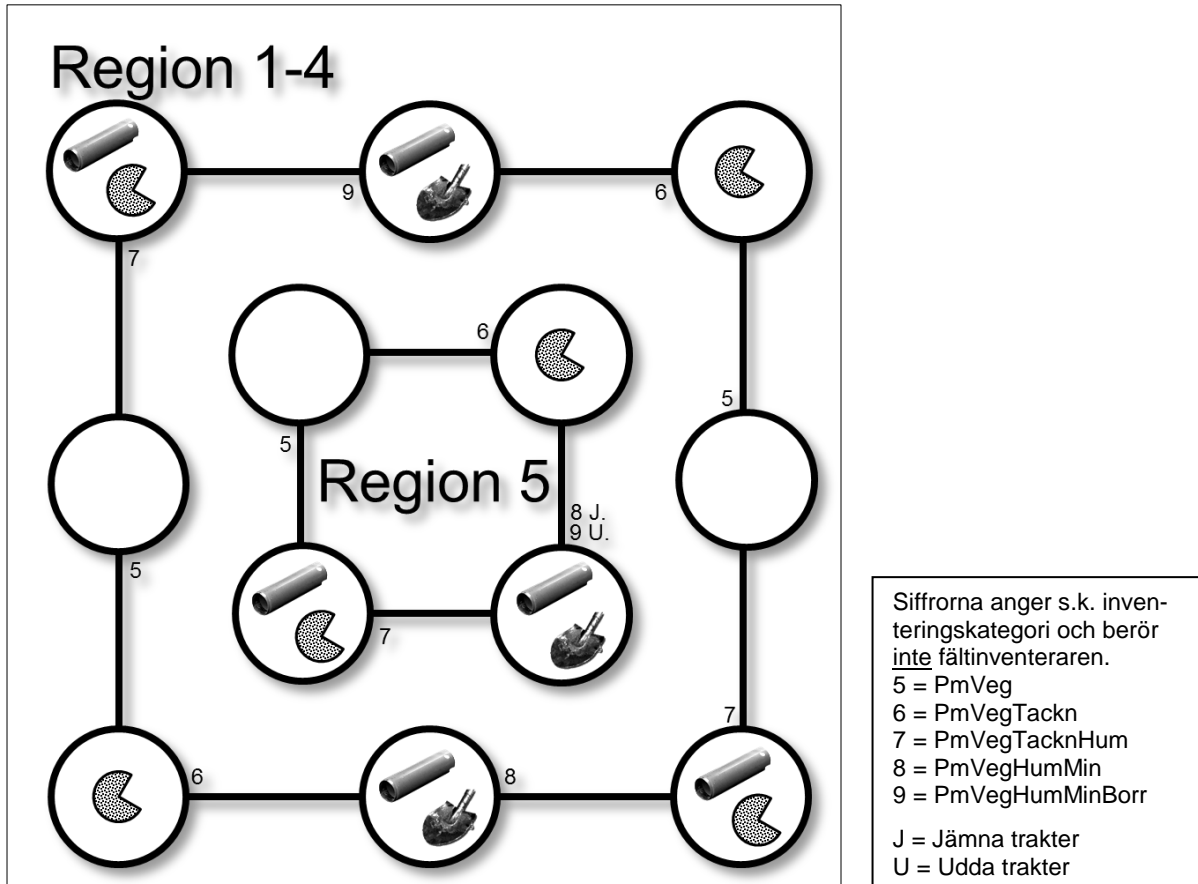 Region 1-4
9
6
7
6
5
5
Region 5
8 J.
9 U.
5
7
7
6
8
Siffrorna anger s.k. inven-
teringskategori och berör
inte fältinventeraren.
5 = PmVeg
6 = PmVegTackn
7 = PmVegTacknHum
8 = PmVegHumMin
9 = PmVegHumMinBorr
J = Jämna trakter
U = Udda trakter